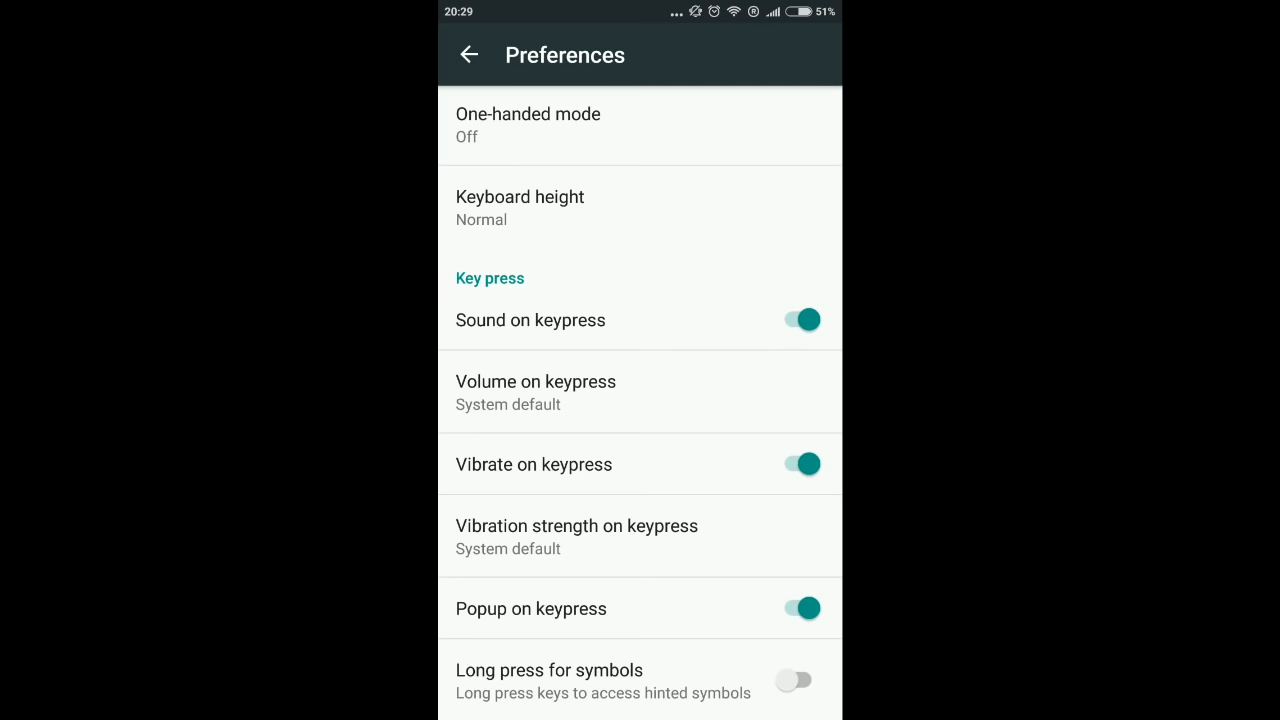 20:29
... R 51%
Preferences
One-handed mode
Off
Keyboard height
Normal
Key press
Sound on keypress
Volume on keypress
System default
Vibrate on keypress
Vibration strength on keypress
System default
Popup on keypress
Long press for symbols
Long press keys to access hinted symbols